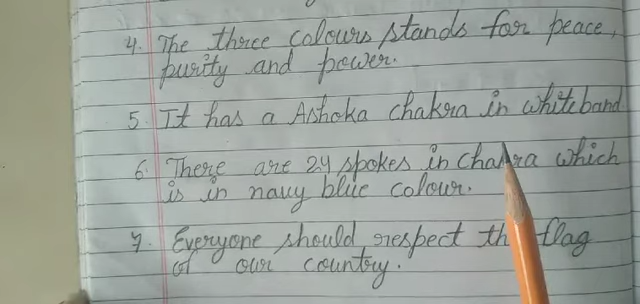 4. The three colours stands for peace,
purity and power.
5. It has a Ashoka chakra in white band
6. There are 24 spokes in chakra which
is in navy blue colour.
7. Everyone should respect the flag
of our country.